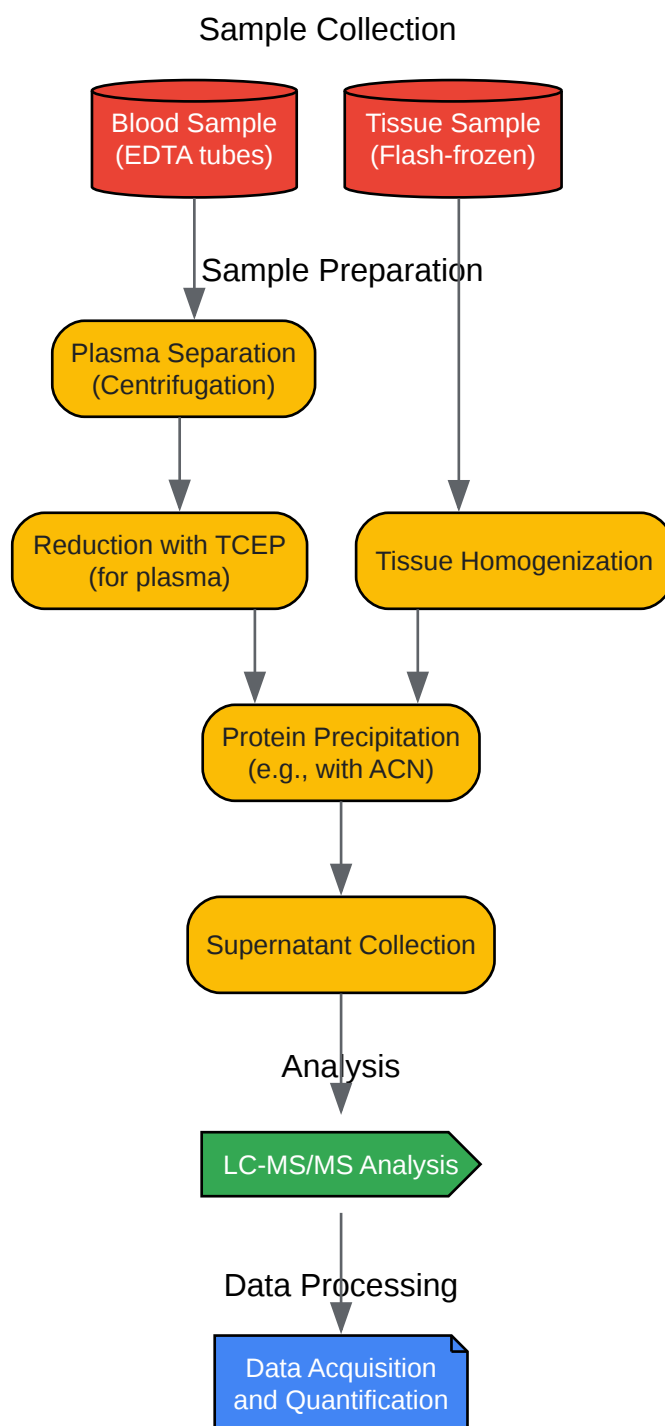 Sample Collection
Blood Sample
(EDTA tubes)
Tissue Sample
(Flash-frozen)
Sample Preparation
Plasma Separation
(Centrifugation)
Reduction with TCEP
(for plasma)
Tissue Homogenization
Protein Precipitation
(e.g., with ACN)
Supernatant Collection
Analysis
LC-MS/MS Analysis
Data Processing
Data Acquisition
and Quantification